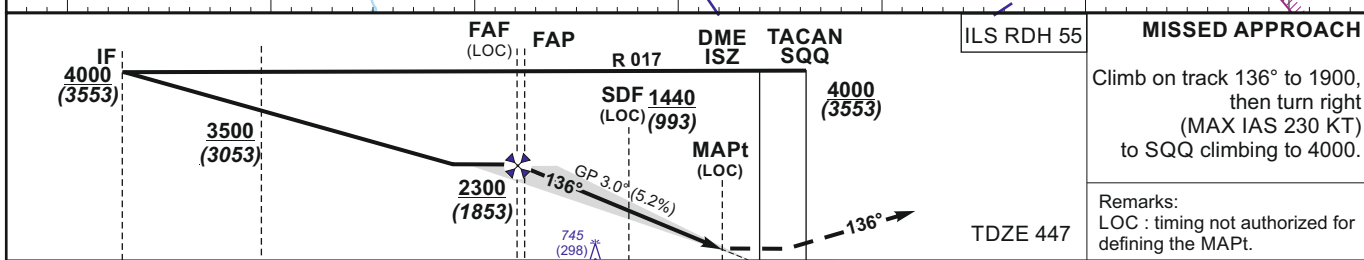 IF
4000
(3553)
3500
(3053)
FAF
(LOC)
FAP
2300
(1853)
136°
GP 3.0° (5.2%)
745
(298)
R 017
SDF
(LOC)
1440
(993)
DME
ISZ
TACAN
SQQ
MAPt
(LOC)
4000
(3553)
136°
ILS RDH 55
TDZE 447
MISSED APPROACH
Climb on track 136° to 1900,
then turn right
(MAX IAS 230 KT)
to SQQ climbing to 4000.
Remarks:
LOC : timing not authorized for
defining the MAPt.